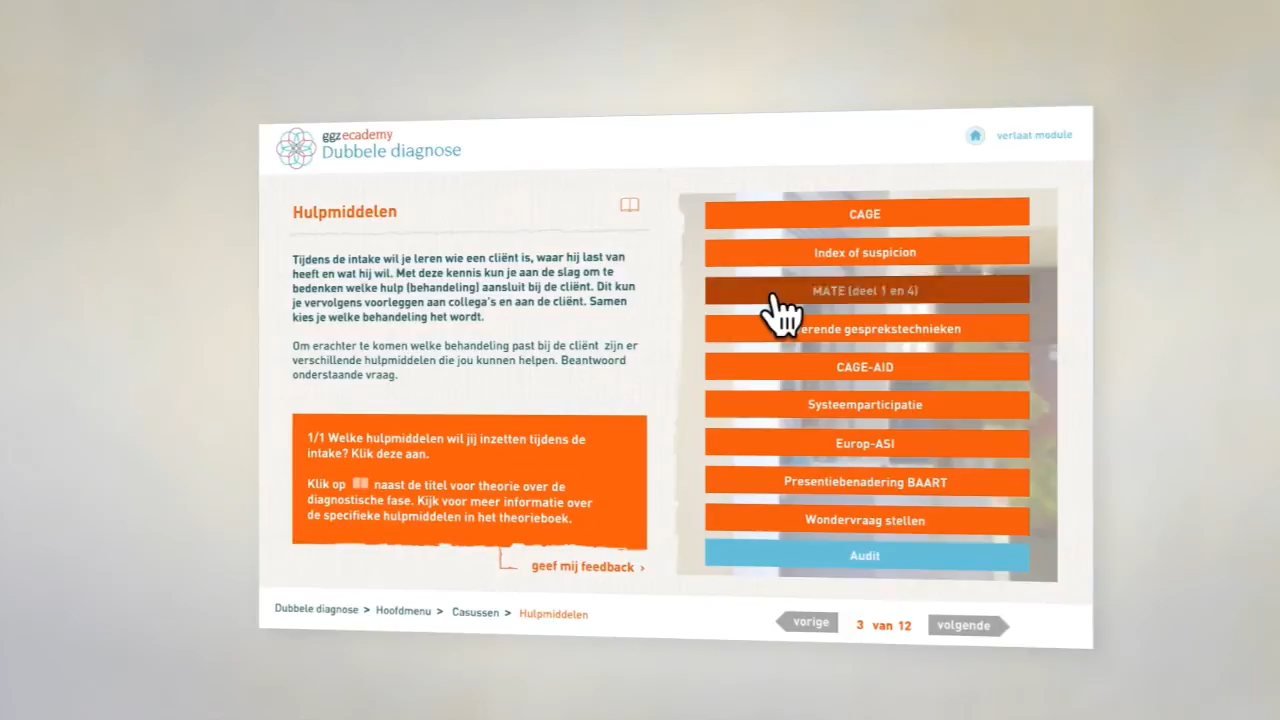 ggzecademy
Dubbele diagnose
verlaat module
Hulpmiddelen
Tijdens de intake wil je leren wie een cliënt is, waar hij last van
heeft en wat hij wil. Met deze kennis kun je aan de slag om te
bedenken welke hulp (behandeling) aansluit bij de cliënt. Dit kun
je vervolgens voorleggen aan collega's en aan de cliënt. Samen
kies je welke behandeling het wordt.
Om erachter te komen welke behandeling past bij de cliënt zijn er
verschillende hulpmiddelen die jou kunnen helpen. Beantwoord
onderstaande vraag.
1/1 Welke hulpmiddelen wil jij inzetten tijdens de
intake? Klik deze aan.
Klik op naast de titel voor theorie over de
diagnostische fase. Kijk voor meer informatie over
de specifieke hulpmiddelen in het theorieboek.
geef mij feedback ›
CAGE
Index of suspicion
MATE (deel 1 en 4)
gesprekstechnieken
CAGE-AID
Systeemparticipatie
Europ-ASI
Presentiebenadering BAART
Wondervraag stellen
Audit
Dubbele diagnose > Hoofdmenu > Casussen > Hulpmiddelen
vorige 3 van 12 volgende